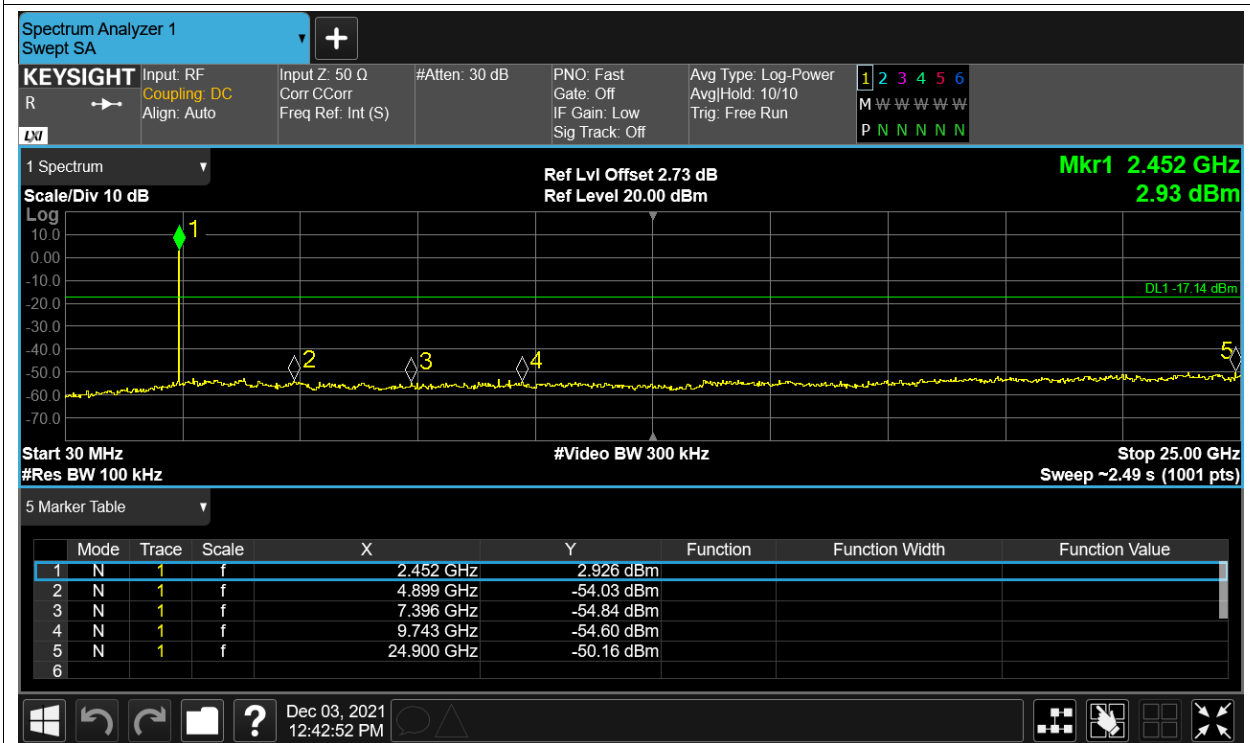 Spectrum Analyzer 1
Swept SA
KEYSIGHT Input: RF Input Z: 50 Ω #Atten: 30 dB PNO: Fast Avg Type: Log-Power 1 2 3 4 5 6
R Coupling: DC Corr CCorr Gate: Off Avg|Hold: 10/10 M W W W W W
Align: Auto Freq Ref: Int (S) IF Gain: Low Trig: Free Run
LXI Sig Track: Off P N N N N N
1 Spectrum Ref Lvl Offset 2.73 dB Mkr1 2.452 GHz
Scale/Div 10 dB Ref Level 20.00 dBm 2.93 dBm
Log
10.0 1
0.00
-10.0
DL1 -17.14 dBm
-20.0
-30.0
-40.0 2 3 4 5
-50.0
-60.0
-70.0
Start 30 MHz #Video BW 300 kHz Stop 25.00 GHz
#Res BW 100 kHz Sweep ~2.49 s (1001 pts)
5 Marker Table
Mode Trace Scale X Y Function Function Width Function Value
1 N 1 f 2.452 GHz 2.926 dBm
2 N 1 f 4.899 GHz -54.03 dBm
3 N 1 f 7.396 GHz -54.84 dBm
4 N 1 f 9.743 GHz -54.60 dBm
5 N 1 f 24.900 GHz -50.16 dBm
6
? Dec 03, 2021
12:42:52 PM